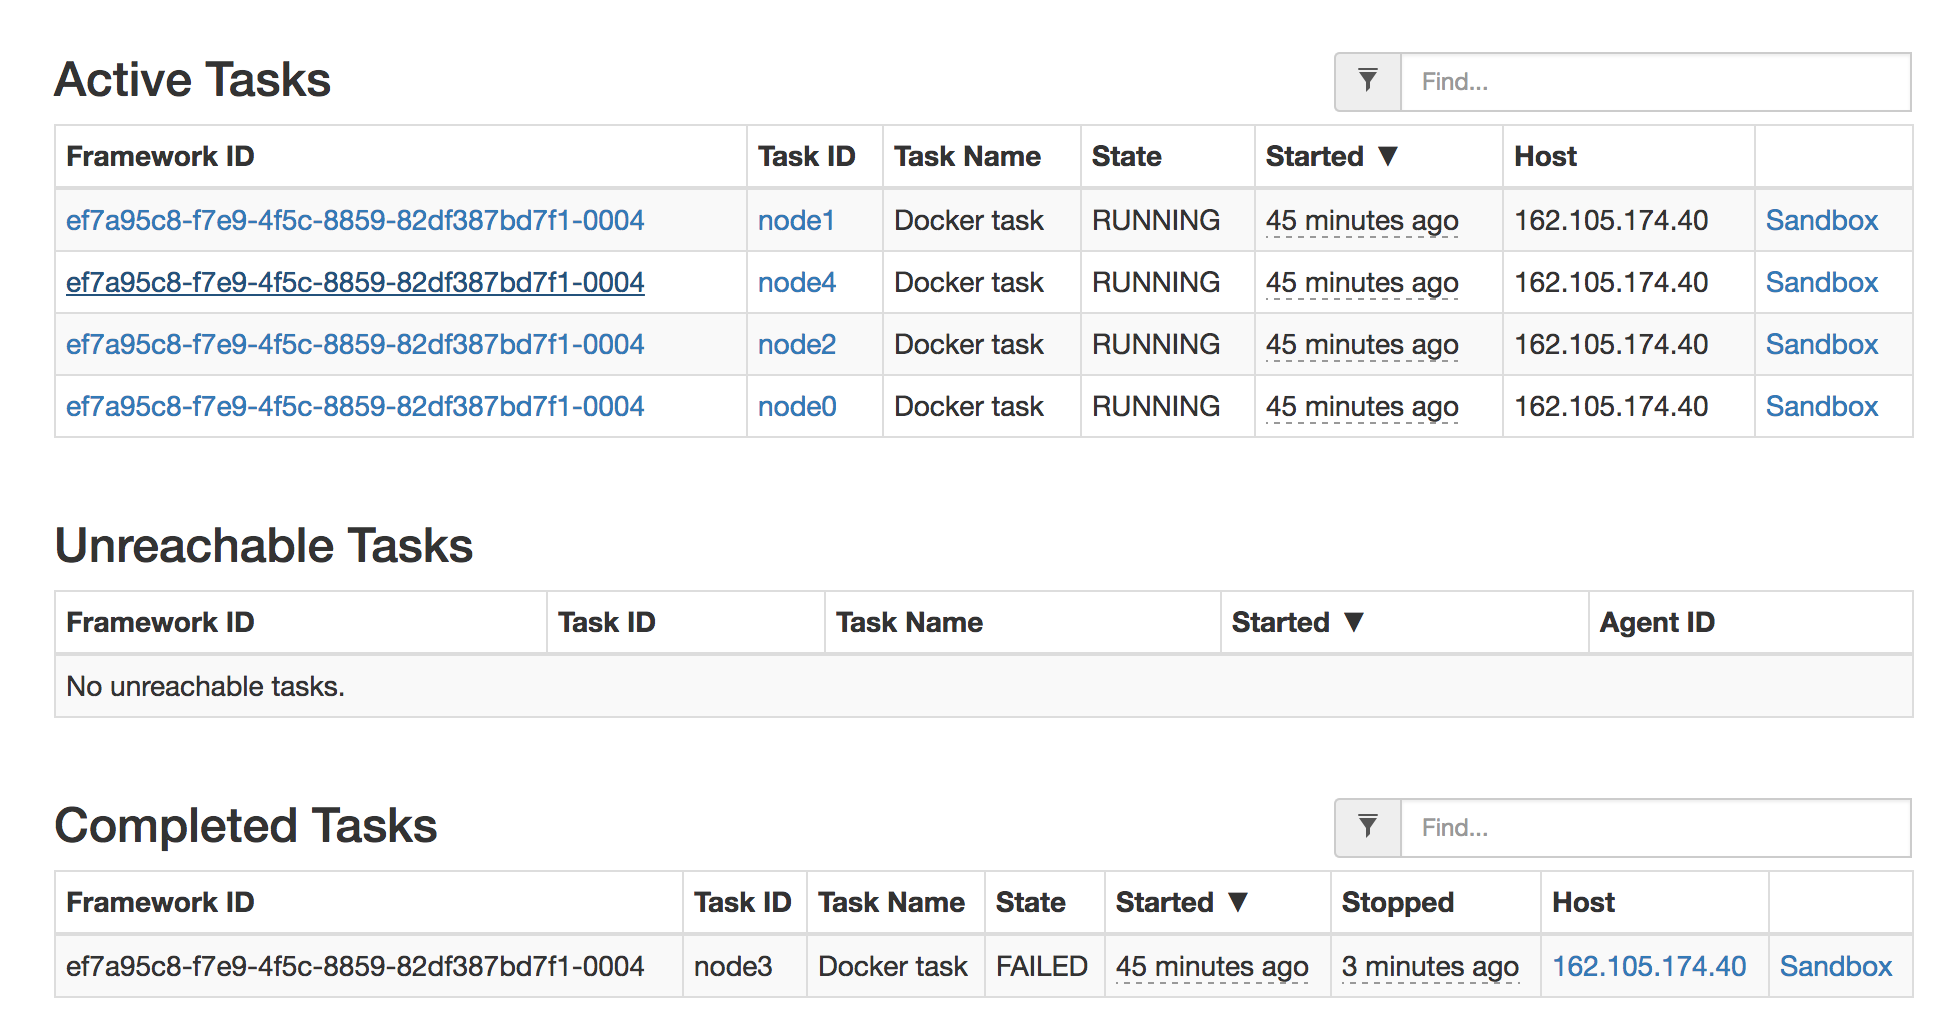 Active Tasks
Find...
Framework ID Task ID Task Name State Started ▼ Host
ef7a95c8-f7e9-4f5c-8859-82df387bd7f1-0004 node1 Docker task RUNNING 45 minutes ago 162.105.174.40 Sandbox
ef7a95c8-f7e9-4f5c-8859-82df387bd7f1-0004 node4 Docker task RUNNING 45 minutes ago 162.105.174.40 Sandbox
ef7a95c8-f7e9-4f5c-8859-82df387bd7f1-0004 node2 Docker task RUNNING 45 minutes ago 162.105.174.40 Sandbox
ef7a95c8-f7e9-4f5c-8859-82df387bd7f1-0004 node0 Docker task RUNNING 45 minutes ago 162.105.174.40 Sandbox
Unreachable Tasks
Framework ID Task ID Task Name Started ▼ Agent ID
No unreachable tasks.
Completed Tasks
Find...
Framework ID Task ID Task Name State Started ▼ Stopped Host
ef7a95c8-f7e9-4f5c-8859-82df387bd7f1-0004 node3 Docker task FAILED 45 minutes ago 3 minutes ago 162.105.174.40 Sandbox